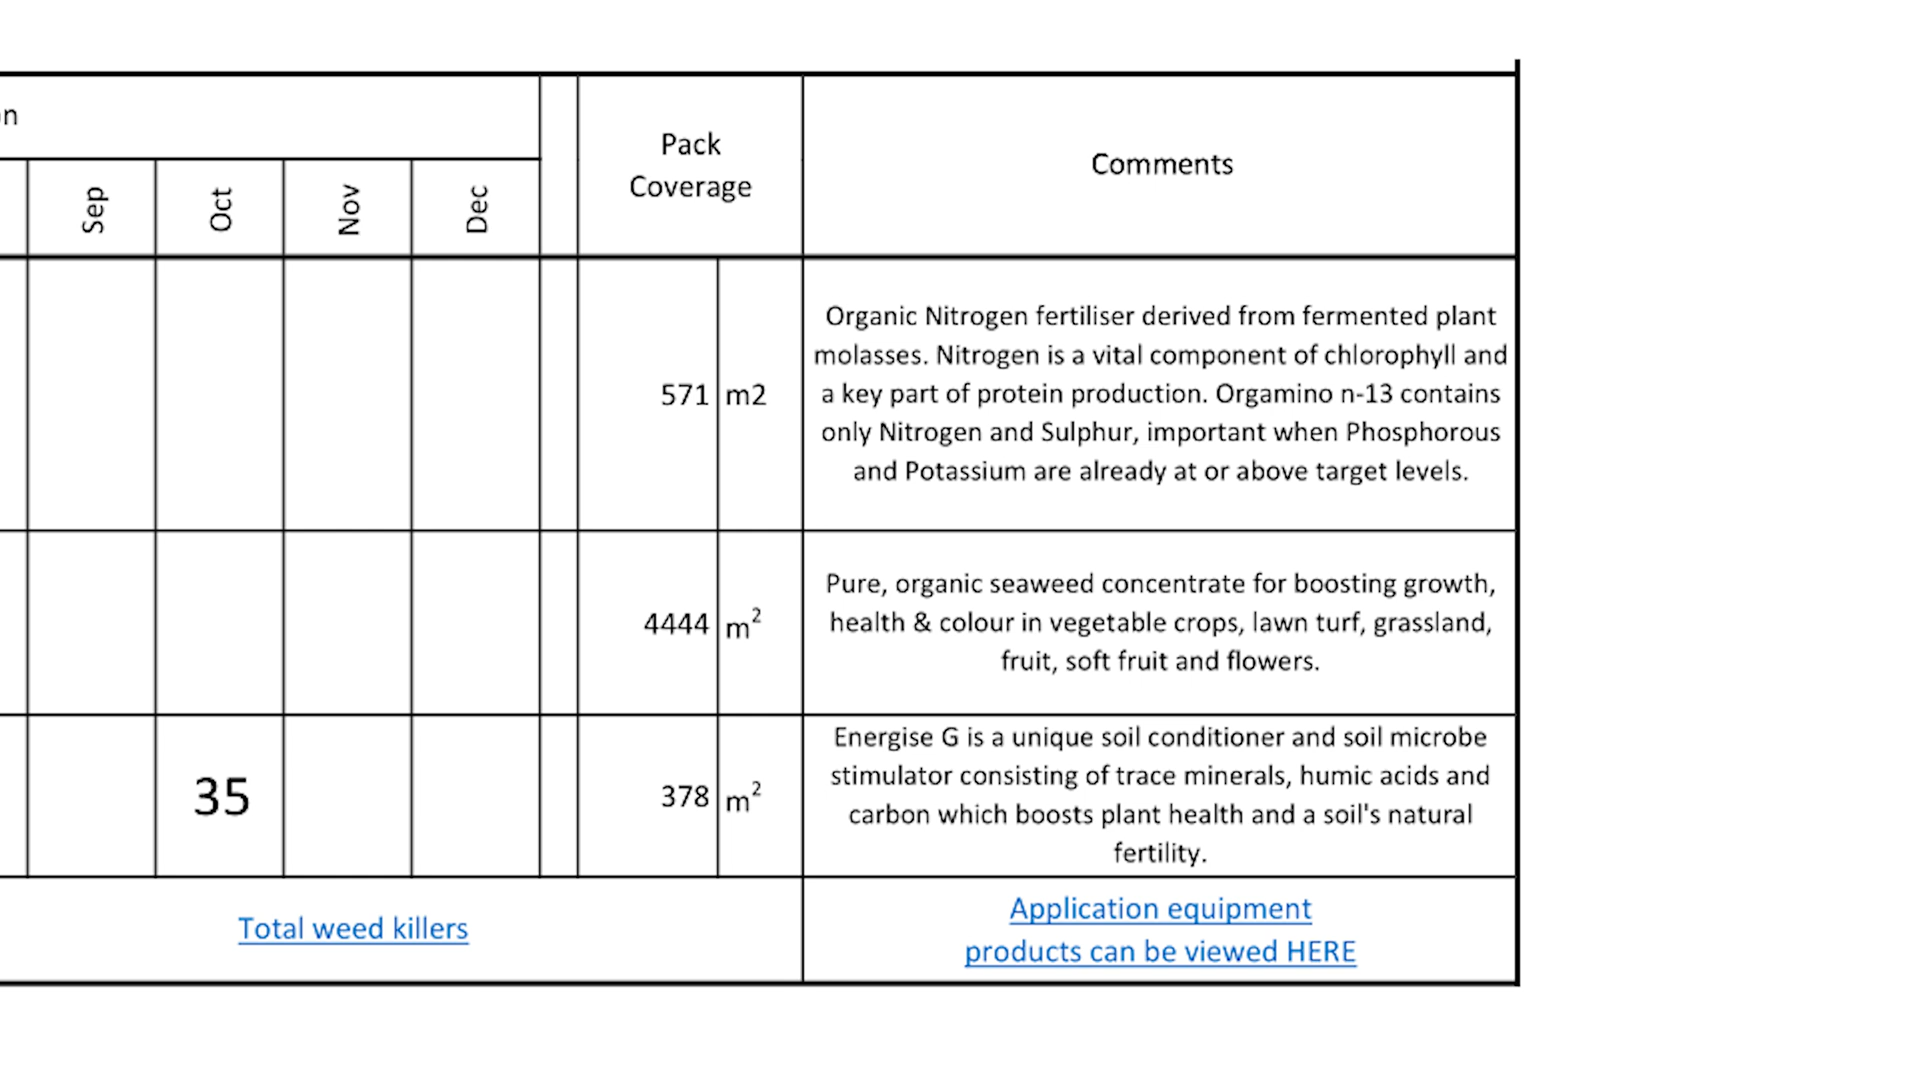 on
Pack
Coverage
Comments
Sep
Oct
Nov
Dec
571 m2
Organic Nitrogen fertiliser derived from fermented plant
molasses. Nitrogen is a vital component of chlorophyll and
a key part of protein production. Orgamino n-13 contains
only Nitrogen and Sulphur, important when Phosphorous
and Potassium are already at or above target levels.
4444 m²
Pure, organic seaweed concentrate for boosting growth,
health & colour in vegetable crops, lawn turf, grassland,
fruit, soft fruit and flowers.
35
378 m²
Energise G is a unique soil conditioner and soil microbe
stimulator consisting of trace minerals, humic acids and
carbon which boosts plant health and a soil's natural
fertility.
Total weed killers
Application equipment
products can be viewed HERE